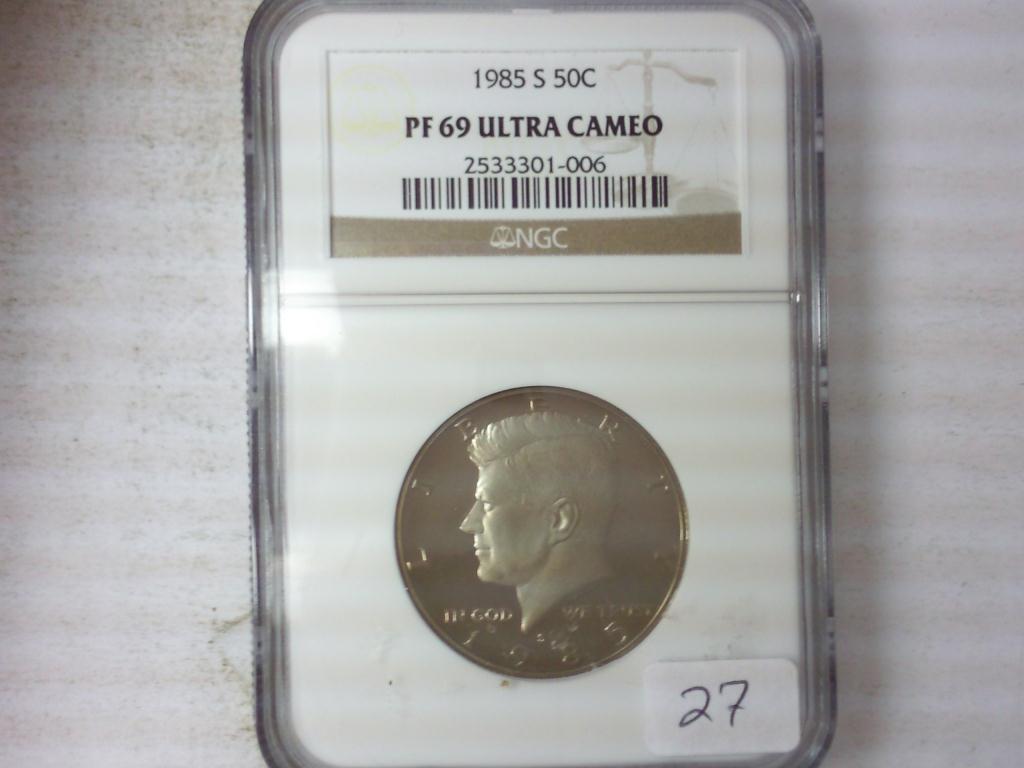 1985 S 50C
PF 69 ULTRA CAMEO
2533301-006
NGC
LIBERTY
IN GOD WE TRUST
S
1985
27